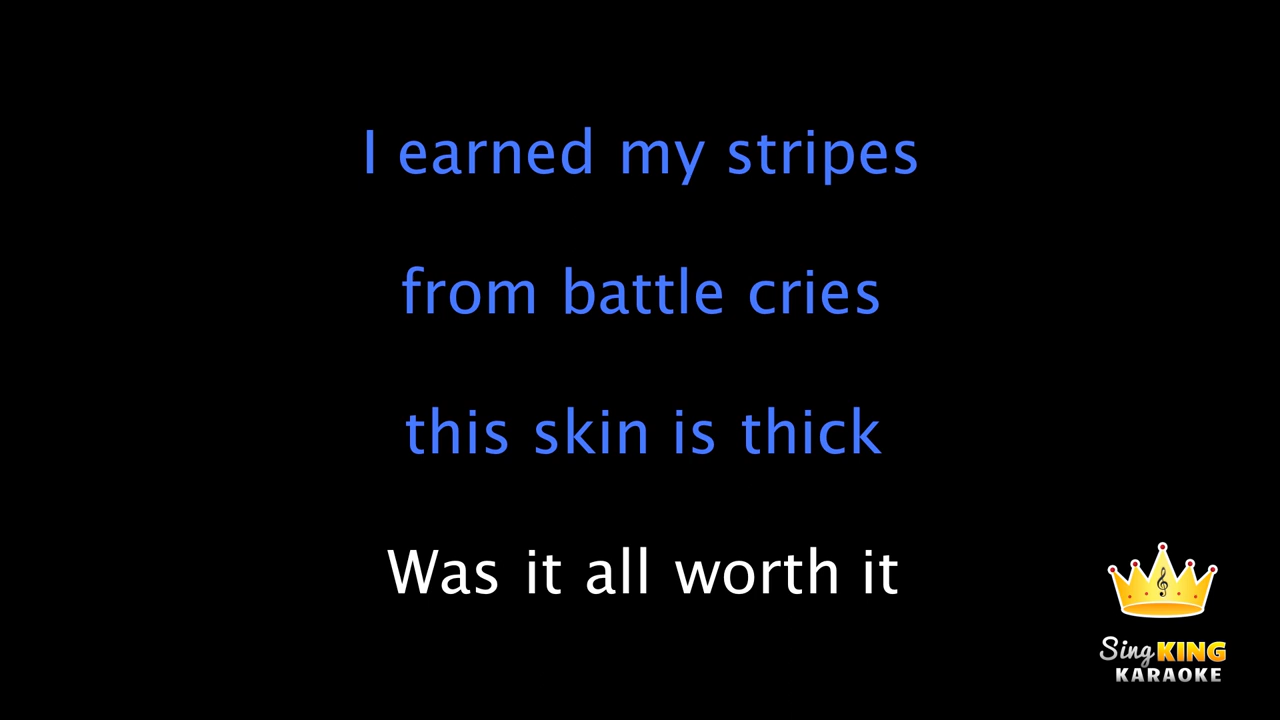 I earned my stripes
from battle cries
this skin is thick
Was it all worth it
Sing KING
KARAOKE